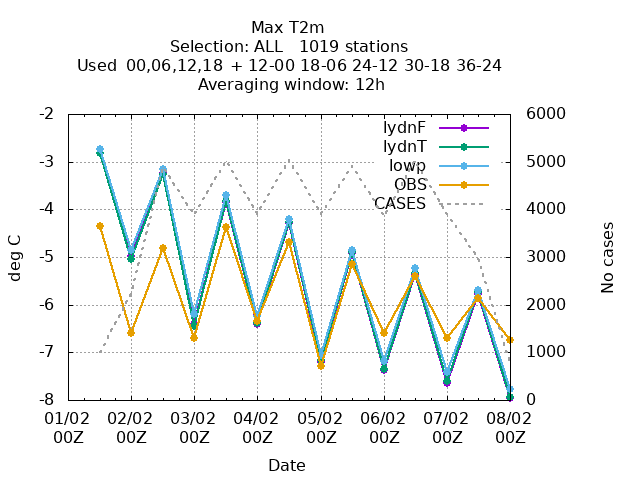 Max T2m
Selection: ALL   1019 stations
Used  00,06,12,18  + 12-00 18-06 24-12 30-18 36-24
Averaging window: 12h
-2
-3
-4
-5
-6
-7
-8
6000
5000
4000
3000
2000
1000
0
lydnF
lydnT
lowp
OBS
CASES
deg C
No cases
01/02 02/02 03/02 04/02 05/02 06/02 07/02 08/02
00Z 00Z 00Z 00Z 00Z 00Z 00Z 00Z
Date